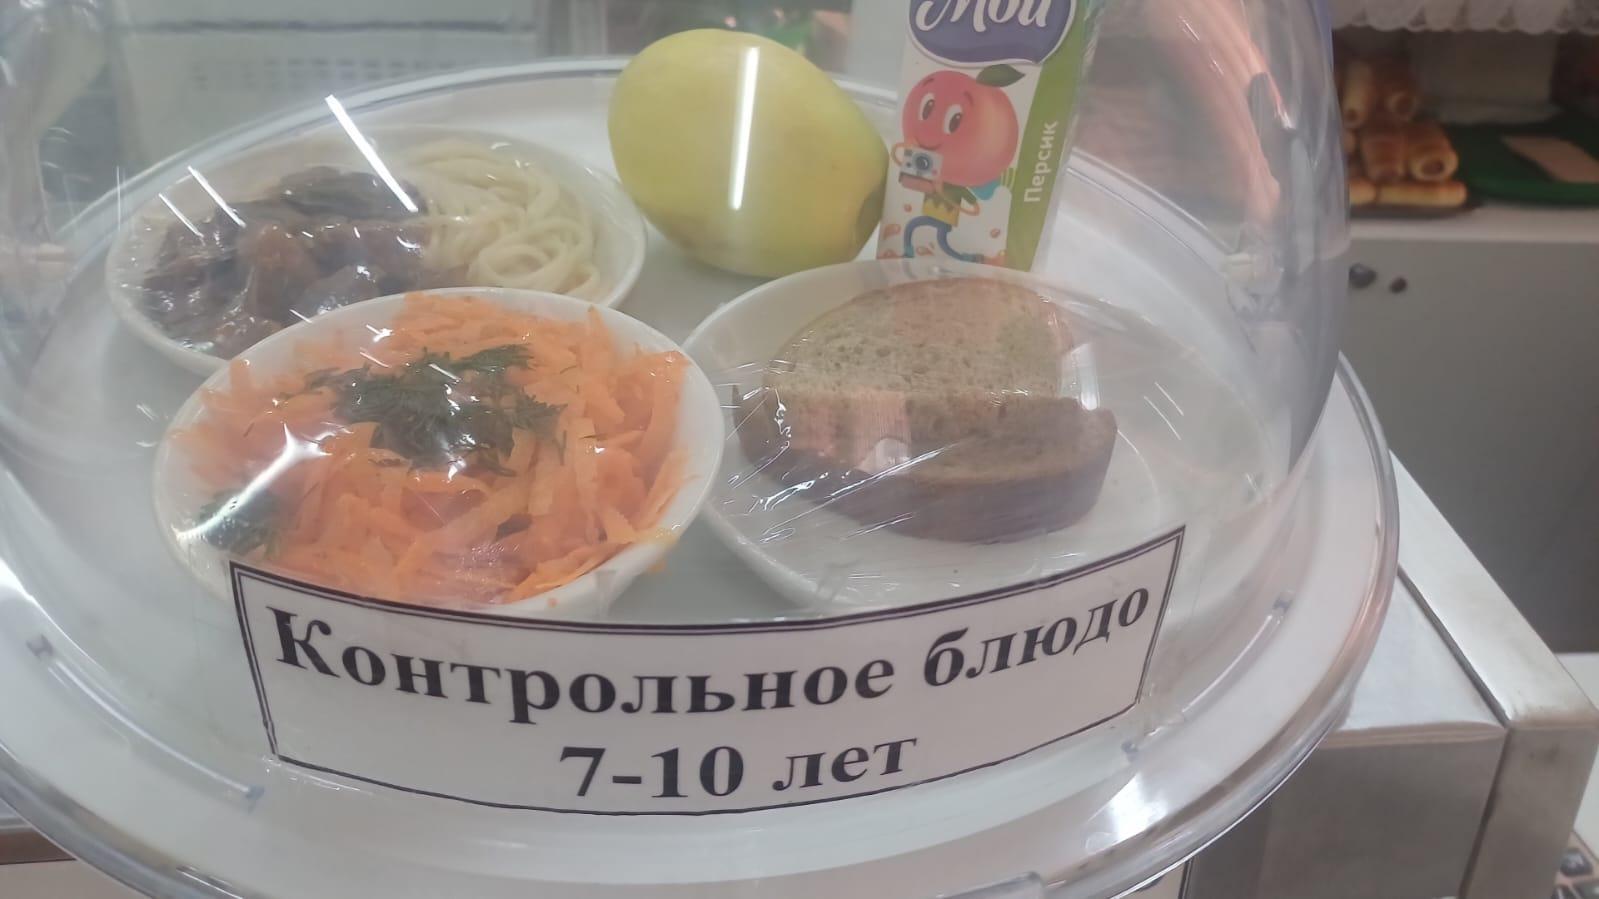 Мой
Персик
Контрольное блюдо
7-10 лет